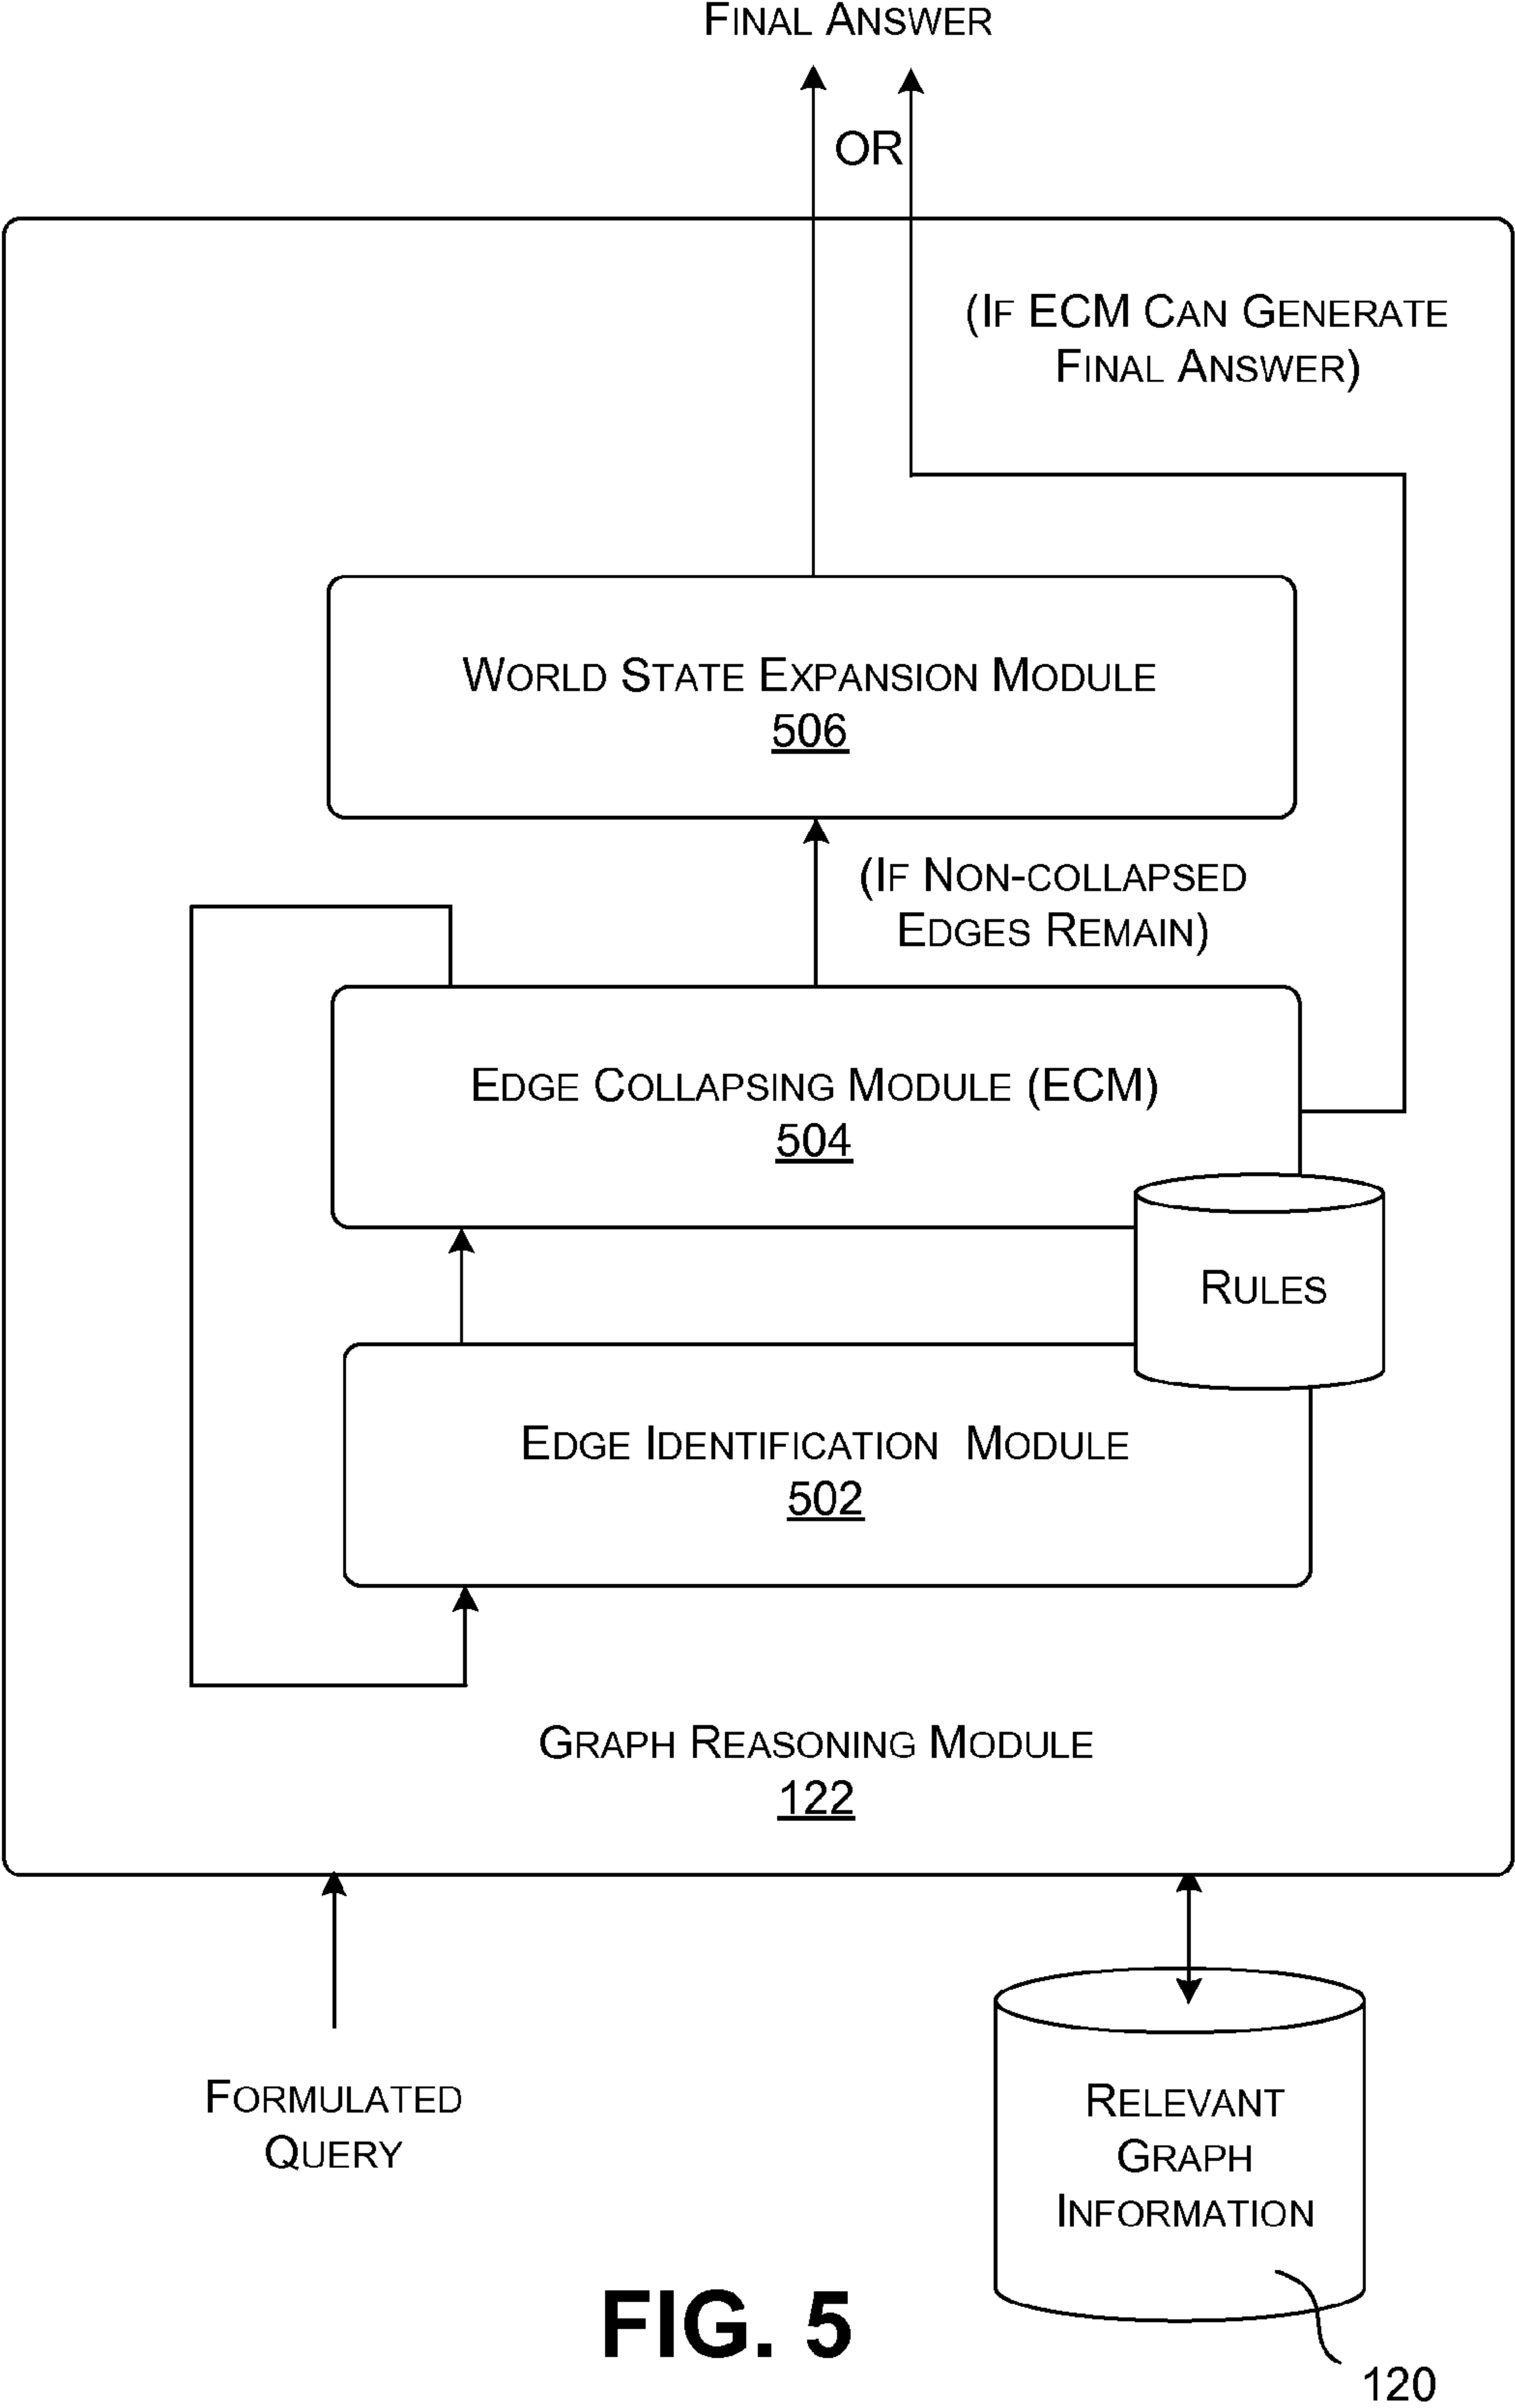 FINAL ANSWER
OR
(IF ECM CAN GENERATE
FINAL ANSWER)
WORLD STATE EXPANSION MODULE
506
(IF NON-COLLAPSED
EDGES REMAIN)
EDGE COLLAPSING MODULE (ECM)
504
RULES
EDGE IDENTIFICATION MODULE
502
GRAPH REASONING MODULE
122
FORMULATED
QUERY
RELEVANT
GRAPH
INFORMATION
FIG. 5
120